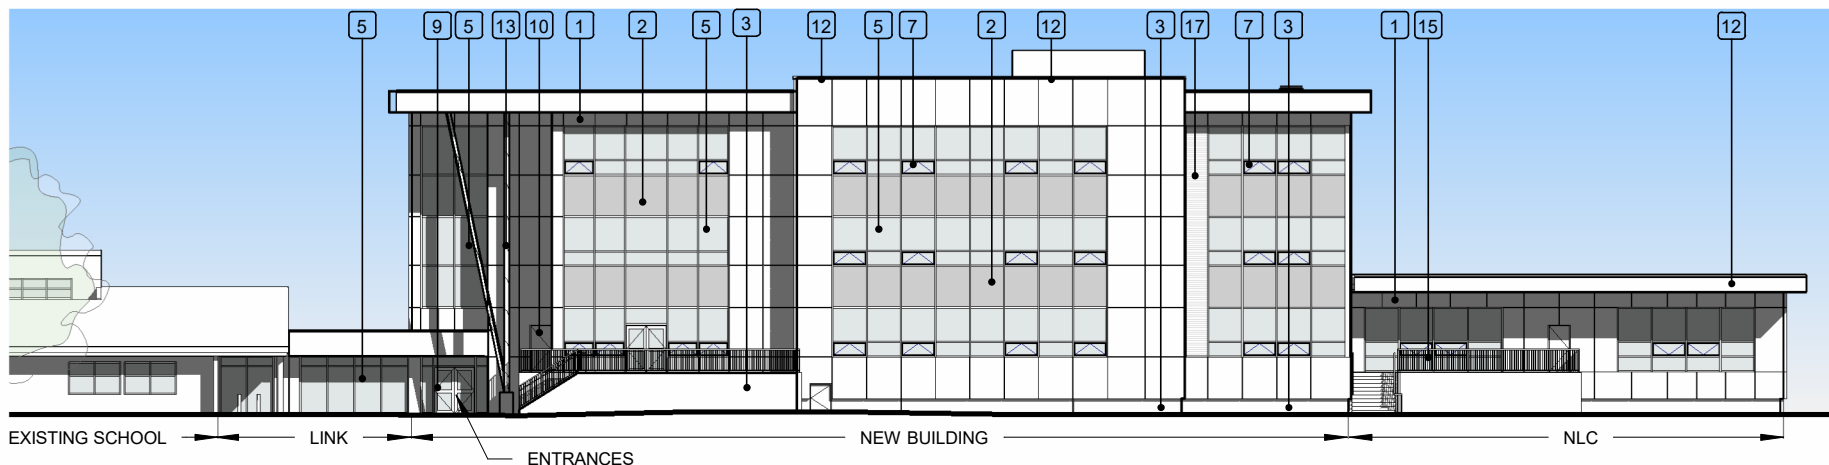 5 9 5 13 10 1 2 5 3 12 5 7 2 12 3 17 7 3 1 15 12
EXISTING SCHOOL LINK NEW BUILDING NLC
ENTRANCES